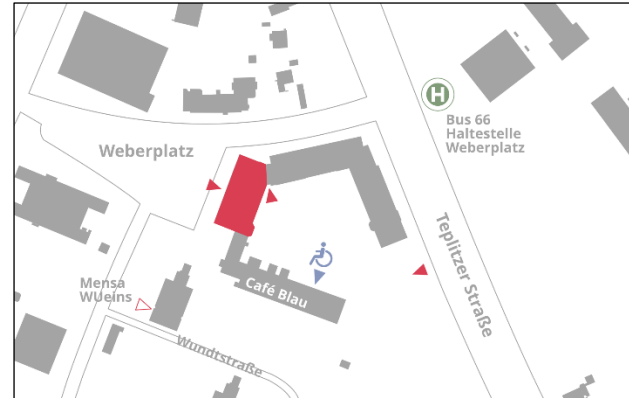 H
Bus 66
Haltestelle
Weberplatz
Weberplatz
Teplitzer Straße
Mensa
WUeins
Café Blau
Wundtstraße